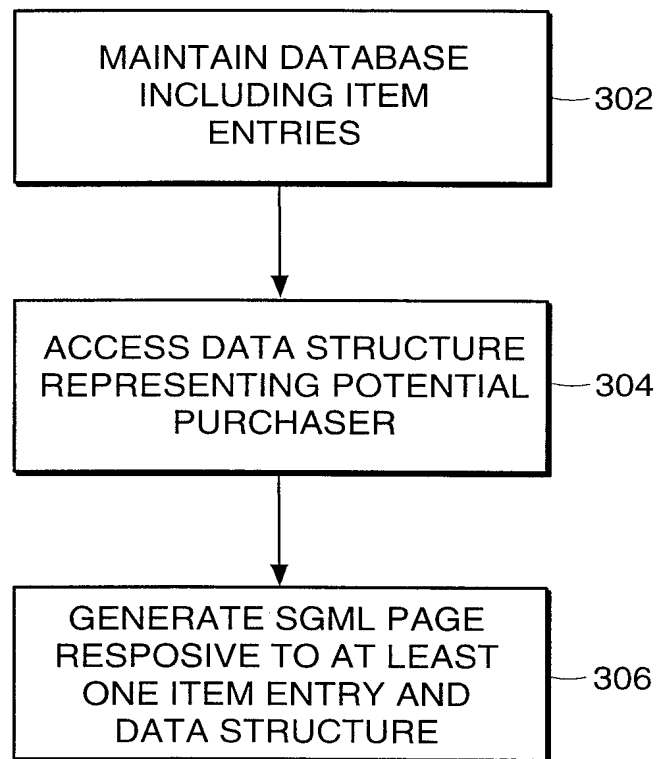 MAINTAIN DATABASE
INCLUDING ITEM
ENTRIES
302
ACCESS DATA STRUCTURE
REPRESENTING POTENTIAL
PURCHASER
304
GENERATE SGML PAGE
RESPOSIVE TO AT LEAST
ONE ITEM ENTRY AND
DATA STRUCTURE
306